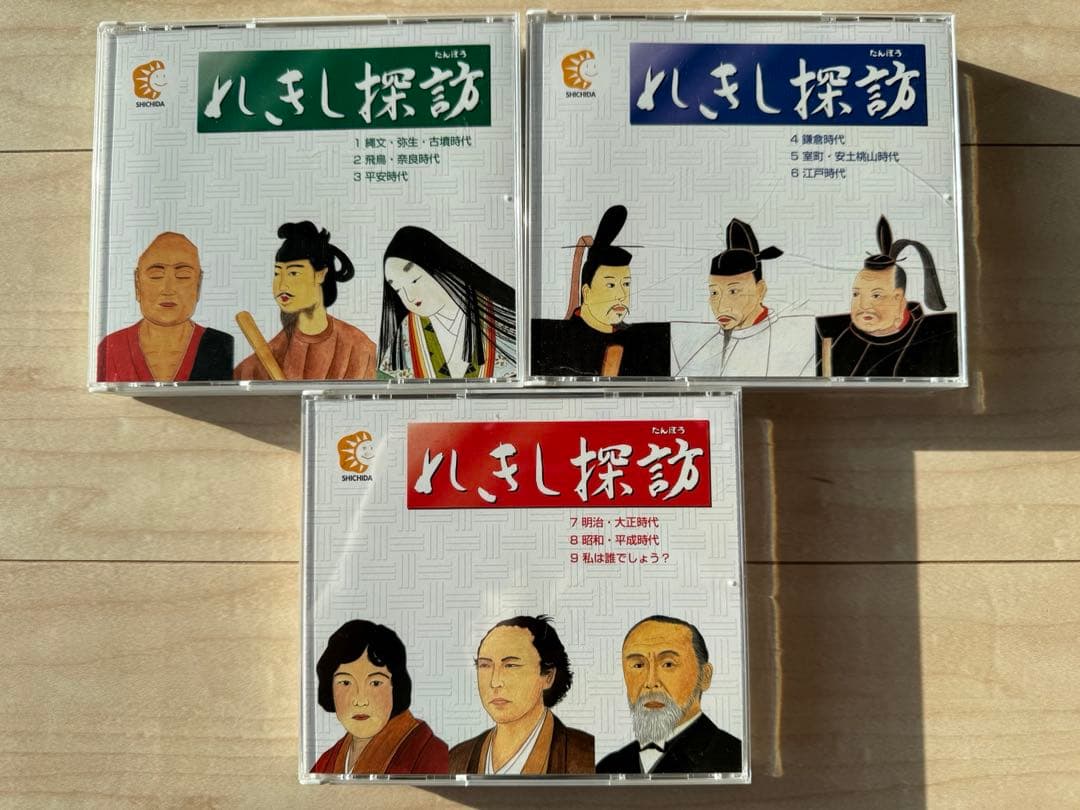 SHICHIDA
たんぼう
れきし探訪
1 縄文・弥生・古墳時代
2 飛鳥・奈良時代
3 平安時代
SHICHIDA
たんぼう
れきし探訪
4 鎌倉時代
5 室町・安土桃山時代
6 江戸時代
SHICHIDA
たんぼう
れきし探訪
7 明治・大正時代
8 昭和・平成時代
9 私は誰でしょう？